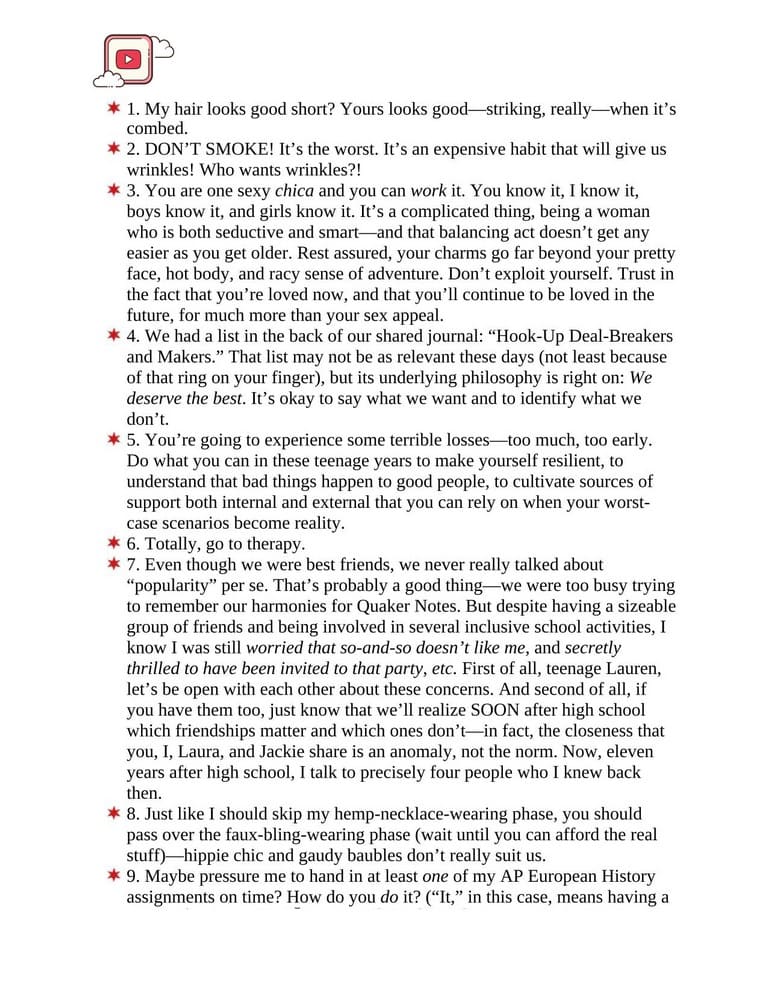 1. My hair looks good short? Yours looks good—striking, really—when it’s
combed.
2. DON’T SMOKE! It’s the worst. It’s an expensive habit that will give us
wrinkles! Who wants wrinkles?!
3. You are one sexy chica and you can work it. You know it, I know it,
boys know it, and girls know it. It’s a complicated thing, being a woman
who is both seductive and smart—and that balancing act doesn’t get any
easier as you get older. Rest assured, your charms go far beyond your pretty
face, hot body, and racy sense of adventure. Don’t exploit yourself. Trust in
the fact that you’re loved now, and that you’ll continue to be loved in the
future, for much more than your sex appeal.
4. We had a list in the back of our shared journal: “Hook-Up Deal-Breakers
and Makers.” That list may not be as relevant these days (not least because
of that ring on your finger), but its underlying philosophy is right on: We
deserve the best. It’s okay to say what we want and to identify what we
don’t.
5. You’re going to experience some terrible losses—too much, too early.
Do what you can in these teenage years to make yourself resilient, to
understand that bad things happen to good people, to cultivate sources of
support both internal and external that you can rely on when your worst-
case scenarios become reality.
6. Totally, go to therapy.
7. Even though we were best friends, we never really talked about
“popularity” per se. That’s probably a good thing—we were too busy trying
to remember our harmonies for Quaker Notes. But despite having a sizeable
group of friends and being involved in several inclusive school activities, I
know I was still worried that so-and-so doesn’t like me, and secretly
thrilled to have been invited to that party, etc. First of all, teenage Lauren,
let’s be open with each other about these concerns. And second of all, if
you have them too, just know that we’ll realize SOON after high school
which friendships matter and which ones don’t—in fact, the closeness that
you, I, Laura, and Jackie share is an anomaly, not the norm. Now, eleven
years after high school, I talk to precisely four people who I knew back
then.
8. Just like I should skip my hemp-necklace-wearing phase, you should
pass over the faux-bling-wearing phase (wait until you can afford the real
stuff)—hippie chic and gaudy baubles don’t really suit us.
9. Maybe pressure me to hand in at least one of my AP European History
assignments on time? How do you do it? (“It,” in this case, means having a